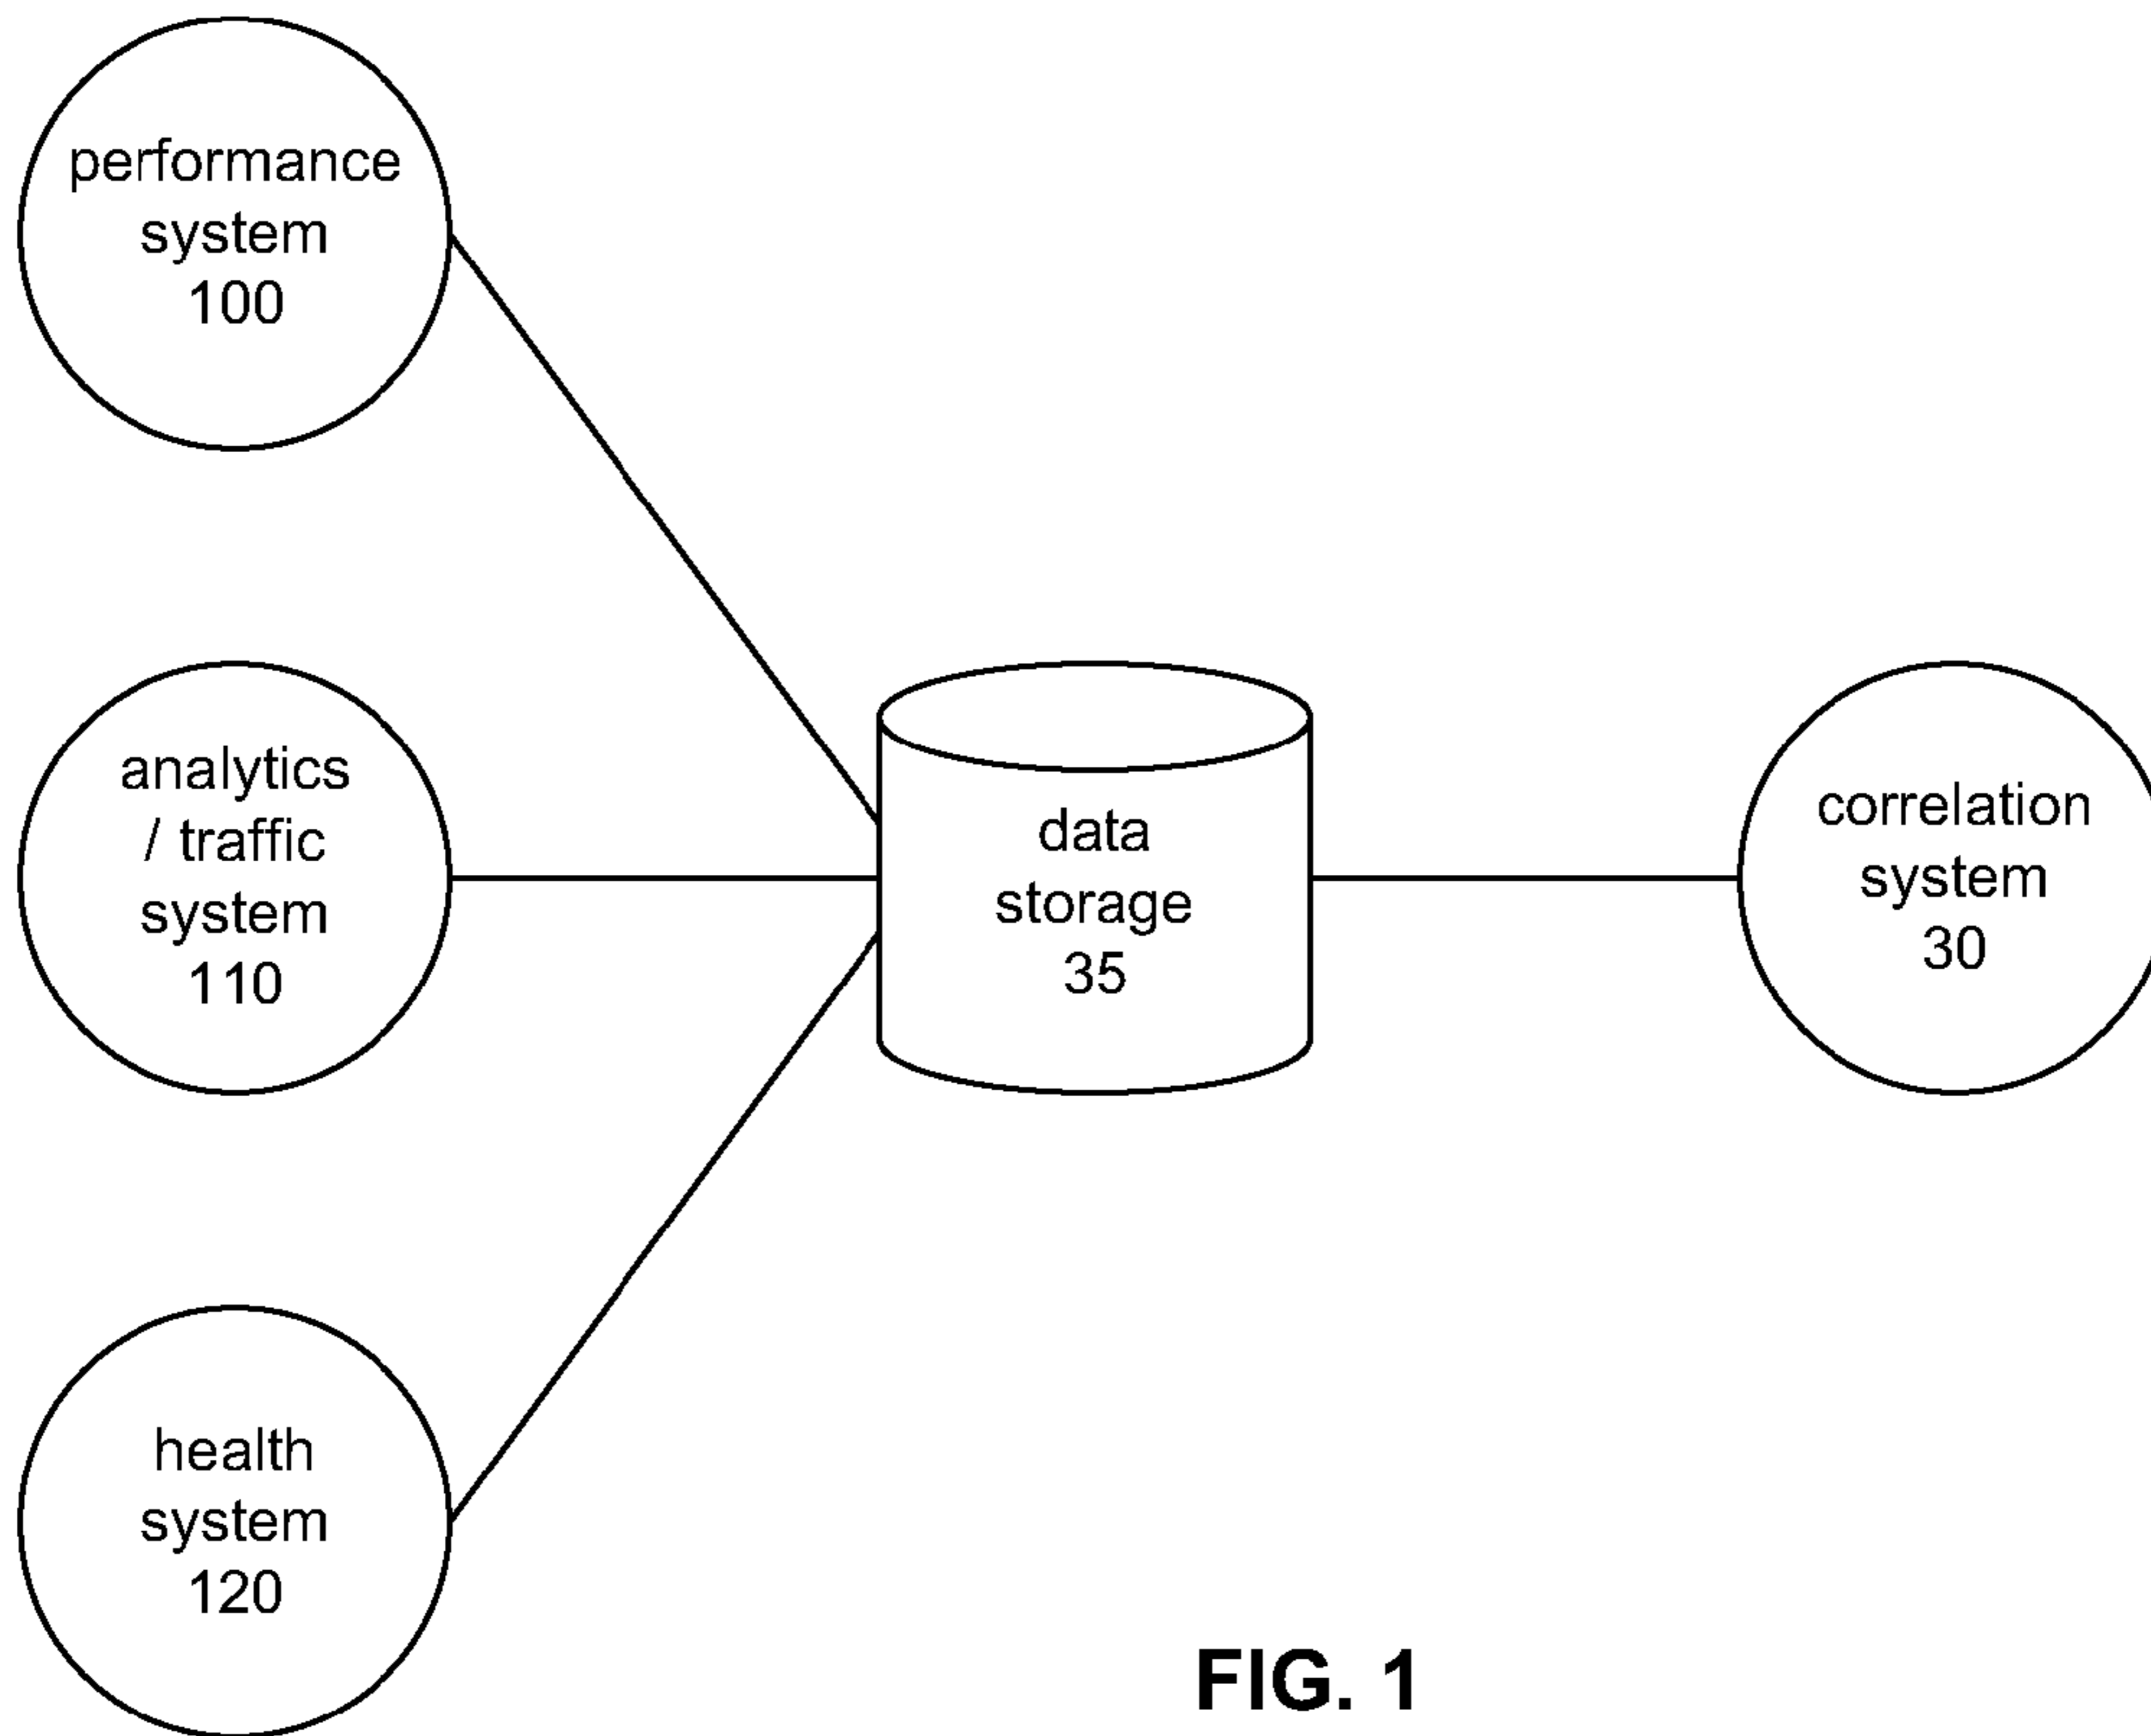 performance
system
100
analytics
/ traffic
system
110
data
storage
35
correlation
system
30
health
system
120
FIG. 1